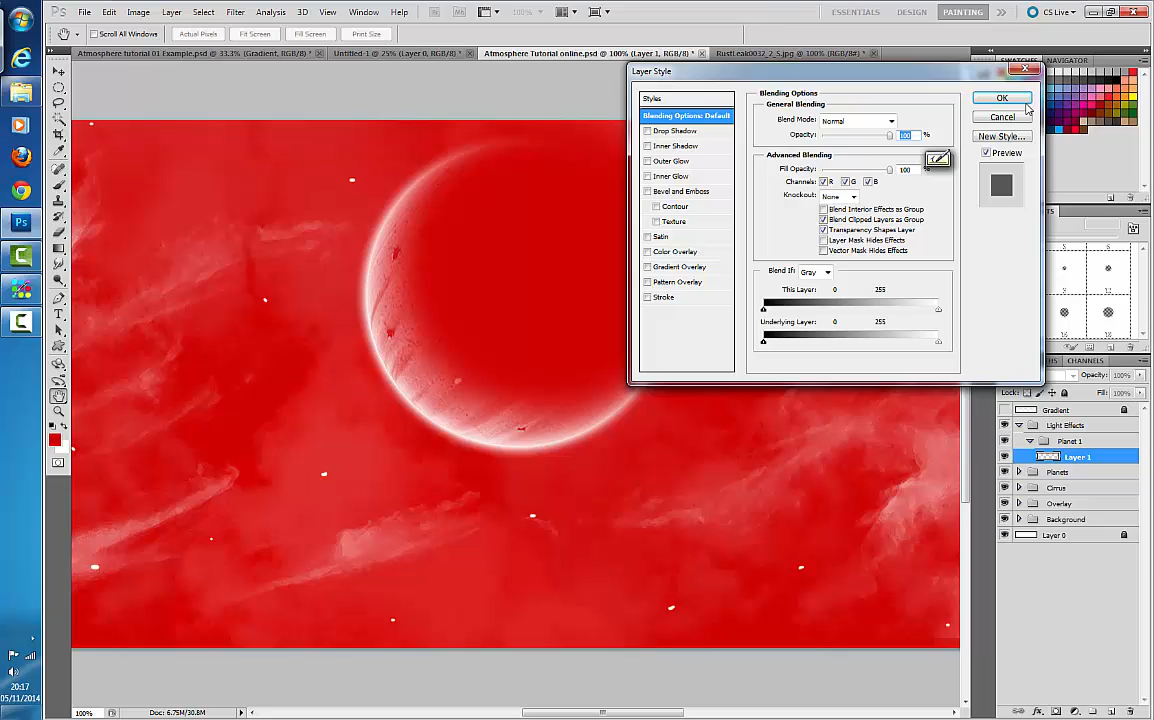 Ps File Edit Image Layer Select Filter Analysis 3D View Window Help Br Mb 100% ESSENTIALS DESIGN PAINTING CS Live
Scroll All Windows Actual Pixels Fit Screen Fill Screen Print Size
Atmosphere tutorial 01 Example.psd @ 33.3% (Gradient, RGB/8) * Untitled-1 @ 25% (Layer 0, RGB/8) * Atmosphere Tutorial online.psd @ 100% (Layer 1, RGB/8) * RustLeak0032_2_S.jpg @ 100% (RGB/8#) *
SWATCHES NAVIGATOR
Layer Style
Styles
Blending Options: Default
Drop Shadow
Inner Shadow
Outer Glow
Inner Glow
Bevel and Emboss
Contour
Texture
Satin
Color Overlay
Gradient Overlay
Pattern Overlay
Stroke
Blending Options
General Blending
Blend Mode: Normal
Opacity: 100 %
Advanced Blending
Fill Opacity: 100 %
Channels: R G B
Knockout: None
Blend Interior Effects as Group
Blend Clipped Layers as Group
Transparency Shapes Layer
Layer Mask Hides Effects
Vector Mask Hides Effects
Blend If: Gray
This Layer: 0 255
Underlying Layer: 0 255
OK
Cancel
New Style...
Preview
CHANNELS
Opacity: 100%
Lock: Fill: 100%
Gradient
Light Effects
Planet 1
Layer 1
Planets
Cirrus
Overlay
Background
Layer 0
100% Doc: 6.75M/30.8M
20:17
05/11/2014